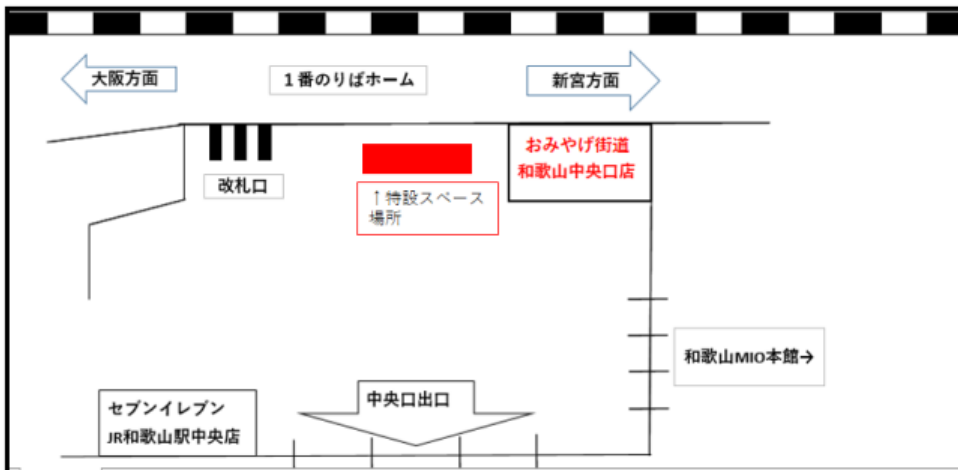 大阪方面
1番のりばホーム
新宮方面
おみやげ街道
和歌山中央口店
改札口
↑特設スペース
場所
和歌山MIO本館→
中央口出口
セブンイレブン
JR和歌山駅中央店